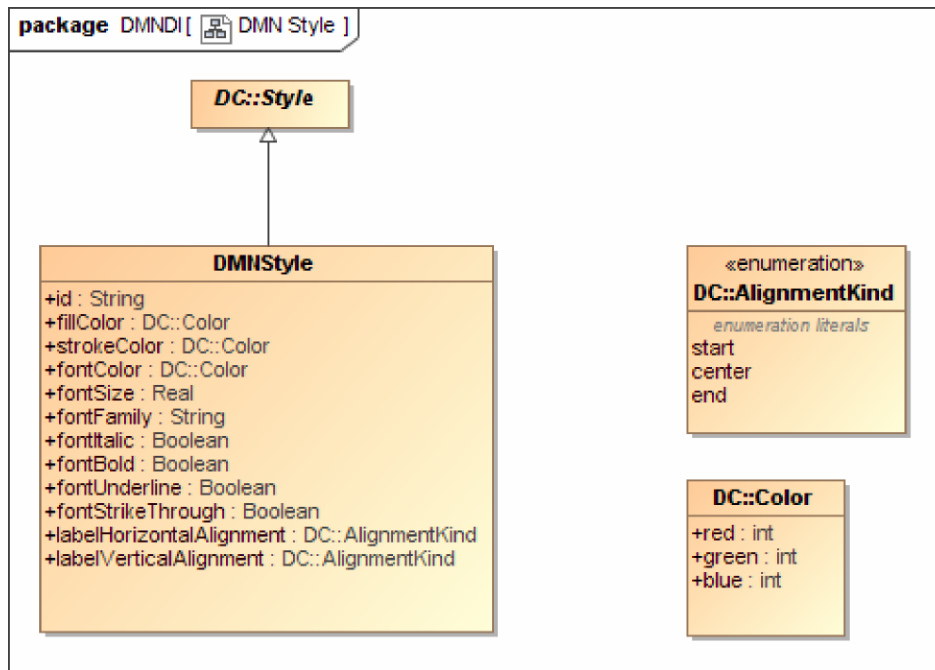 package DMNDI[ DMN Style ]
DC::Style
DMNStyle
+id : String
+fillColor : DC::Color
+strokeColor : DC::Color
+fontColor : DC::Color
+fontSize : Real
+fontFamily : String
+fontItalic : Boolean
+fontBold : Boolean
+fontUnderline : Boolean
+fontStrikeThrough : Boolean
+labelHorizontalAlignment : DC::AlignmentKind
+labelVerticalAlignment : DC::AlignmentKind
«enumeration»
DC::AlignmentKind
enumeration literals
start
center
end
DC::Color
+red : int
+green : int
+blue : int